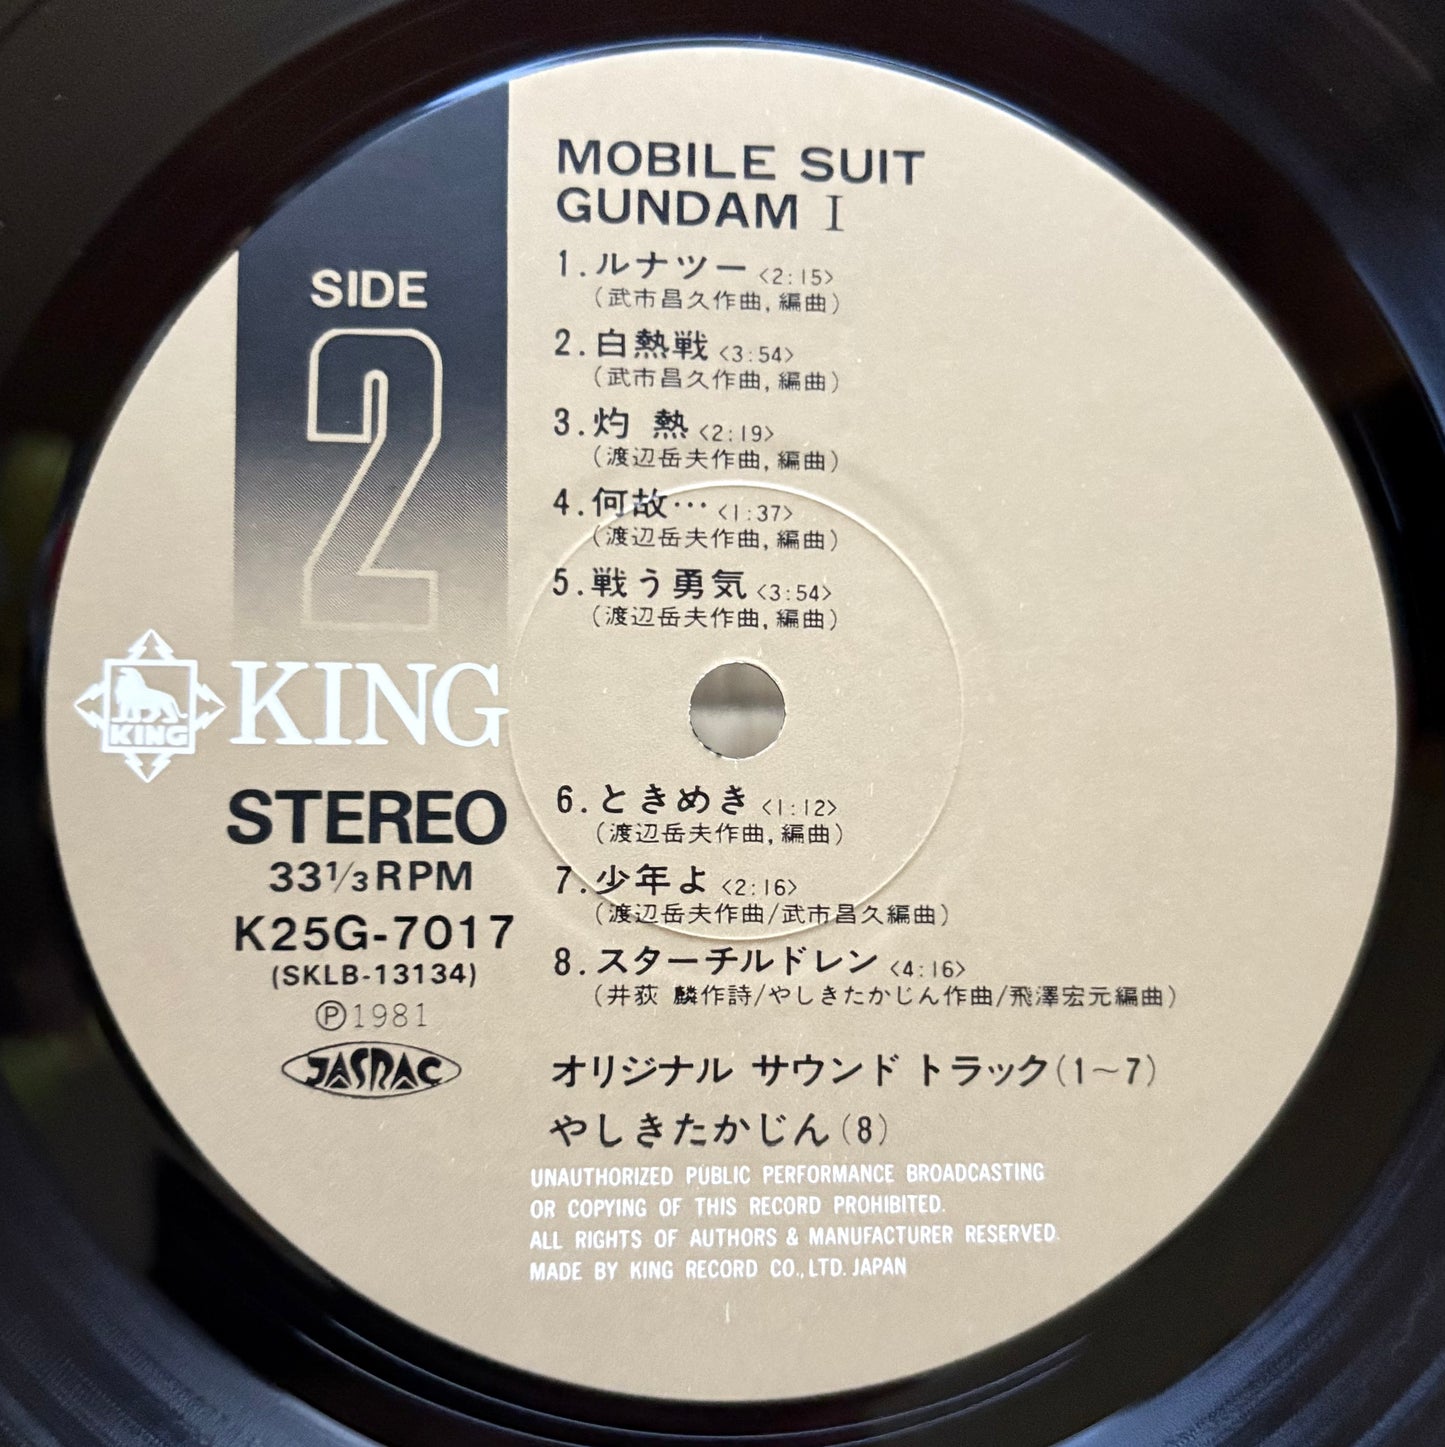 MOBILE SUIT
GUNDAM I
SIDE
2
1.ルナツー<2:15>
(武市昌久作曲,編曲)
2.白熱戦<3:54>
(武市昌久作曲,編曲)
3.灼 熱<2:19>
(渡辺岳夫作曲,編曲)
4.何故…<1:37>
(渡辺岳夫作曲,編曲)
5.戦う勇気<3:54>
(渡辺岳夫作曲,編曲)
KING
KING
STEREO
33⅓RPM
K25G-7017
(SKLB-13134)
Ⓟ1981
JASRAC
6.ときめき<1:12>
(渡辺岳夫作曲,編曲)
7.少年よ<2:16>
(渡辺岳夫作曲/武市昌久編曲)
8.スターチルドレン<4:16>
(井荻 麟作詩/やしきたかじん作曲/飛澤宏元編曲)
オリジナル サウンド トラック(1〜7)
やしきたかじん(8)
UNAUTHORIZED PUBLIC PERFORMANCE BROADCASTING
OR COPYING OF THIS RECORD PROHIBITED.
ALL RIGHTS OF AUTHORS & MANUFACTURER RESERVED.
MADE BY KING RECORD CO., LTD. JAPAN